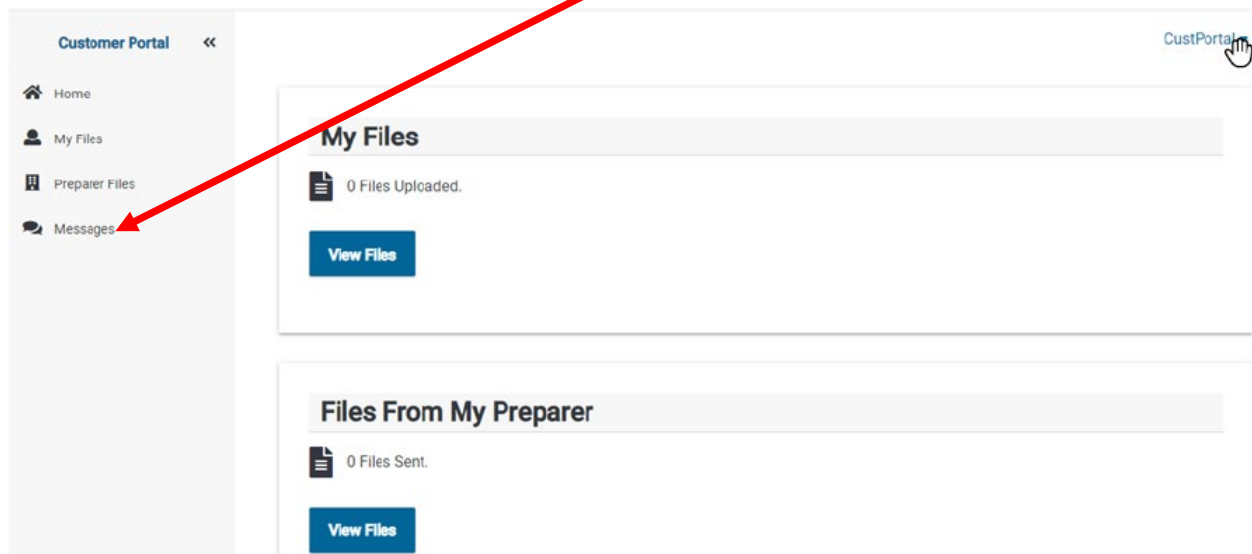 Customer Portal «
CustPortal
Home
My Files
Preparer Files
Messages
My Files
0 Files Uploaded.
View Files
Files From My Preparer
0 Files Sent.
View Files